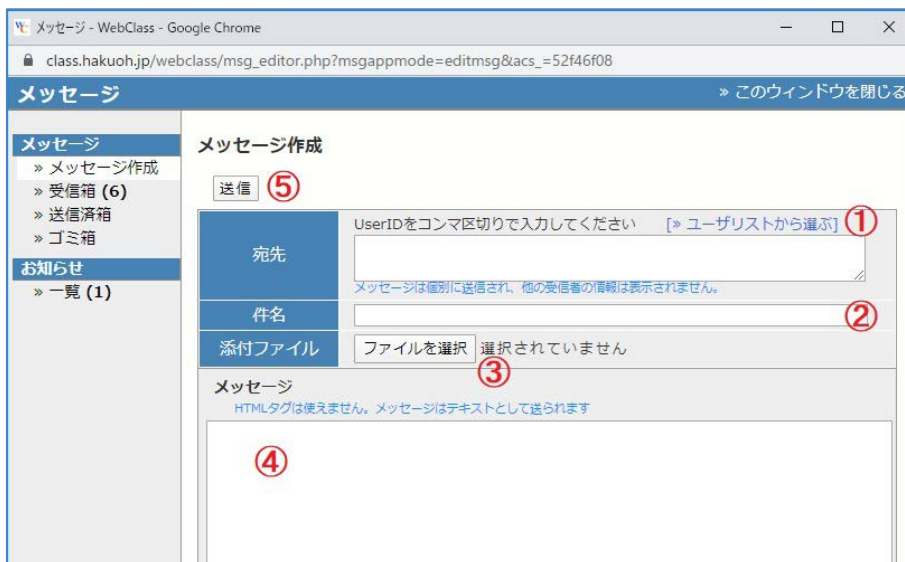 メッセージ - WebClass - Google Chrome
class.hakuoh.jp/webclass/msg_editor.php?msgappmode=editmsg&acs_=52f46f08
メッセージ
» このウィンドウを閉じる
メッセージ
» メッセージ作成
» 受信箱 (6)
» 送信済箱
» ゴミ箱
お知らせ
» 一覧 (1)
メッセージ作成
送信 ⑤
宛先
UserIDをコンマ区切りで入力してください [» ユーザリストから選ぶ] ①
メッセージは個別に送信され、他の受信者の情報は表示されません。
件名 ②
添付ファイル ファイルを選択 選択されていません
③
メッセージ
HTMLタグは使えません。メッセージはテキストとして送られます
④